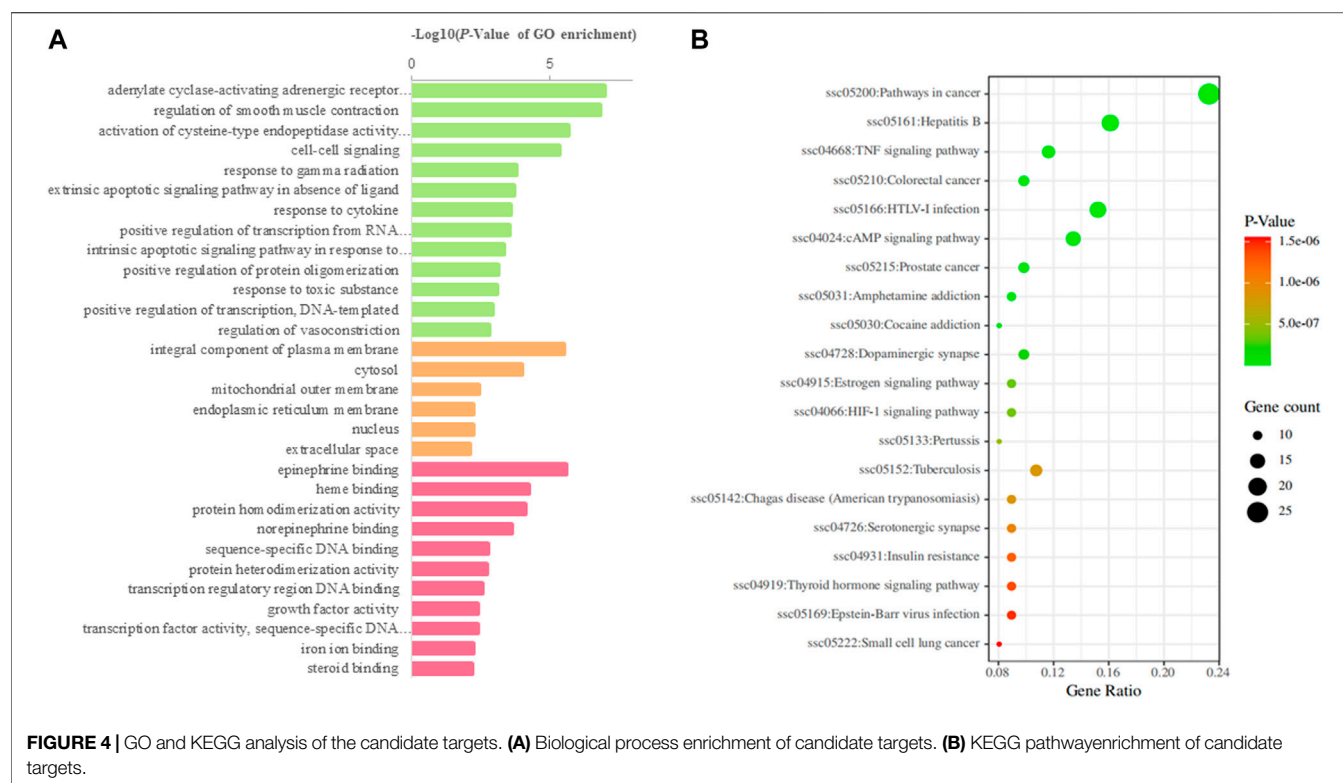 A
-Log10(P-Value of GO enrichment)
0 5
adenylate cyclase-activating adrenergic receptor...
regulation of smooth muscle contraction
activation of cysteine-type endopeptidase activity...
cell-cell signaling
response to gamma radiation
extrinsic apoptotic signaling pathway in absence of ligand
response to cytokine
positive regulation of transcription from RNA...
intrinsic apoptotic signaling pathway in response to...
positive regulation of protein oligomerization
response to toxic substance
positive regulation of transcription, DNA-templated
regulation of vasoconstriction
integral component of plasma membrane
cytosol
mitochondrial outer membrane
endoplasmic reticulum membrane
nucleus
extracellular space
epinephrine binding
heme binding
protein homodimerization activity
norepinephrine binding
sequence-specific DNA binding
protein heterodimerization activity
transcription regulatory region DNA binding
growth factor activity
transcription factor activity, sequence-specific DNA...
iron ion binding
steroid binding
B
ssc05200:Pathways in cancer
ssc05161:Hepatitis B
ssc04668:TNF signaling pathway
ssc05210:Colorectal cancer
ssc05166:HTLV-I infection
ssc04024:cAMP signaling pathway
ssc05215:Prostate cancer
ssc05031:Amphetamine addiction
ssc05030:Cocaine addiction
ssc04728:Dopaminergic synapse
ssc04915:Estrogen signaling pathway
ssc04066:HIF-1 signaling pathway
ssc05133:Pertussis
ssc05152:Tuberculosis
ssc05142:Chagas disease (American trypanosomiasis)
ssc04726:Serotonergic synapse
ssc04931:Insulin resistance
ssc04919:Thyroid hormone signaling pathway
ssc05169:Epstein-Barr virus infection
ssc05222:Small cell lung cancer
0.08 0.12 0.16 0.20 0.24
Gene Ratio
P-Value
1.5e-06
1.0e-06
5.0e-07
Gene count
10
15
20
25
FIGURE 4 | GO and KEGG analysis of the candidate targets. (A) Biological process enrichment of candidate targets. (B) KEGG pathwayenrichment of candidate
targets.